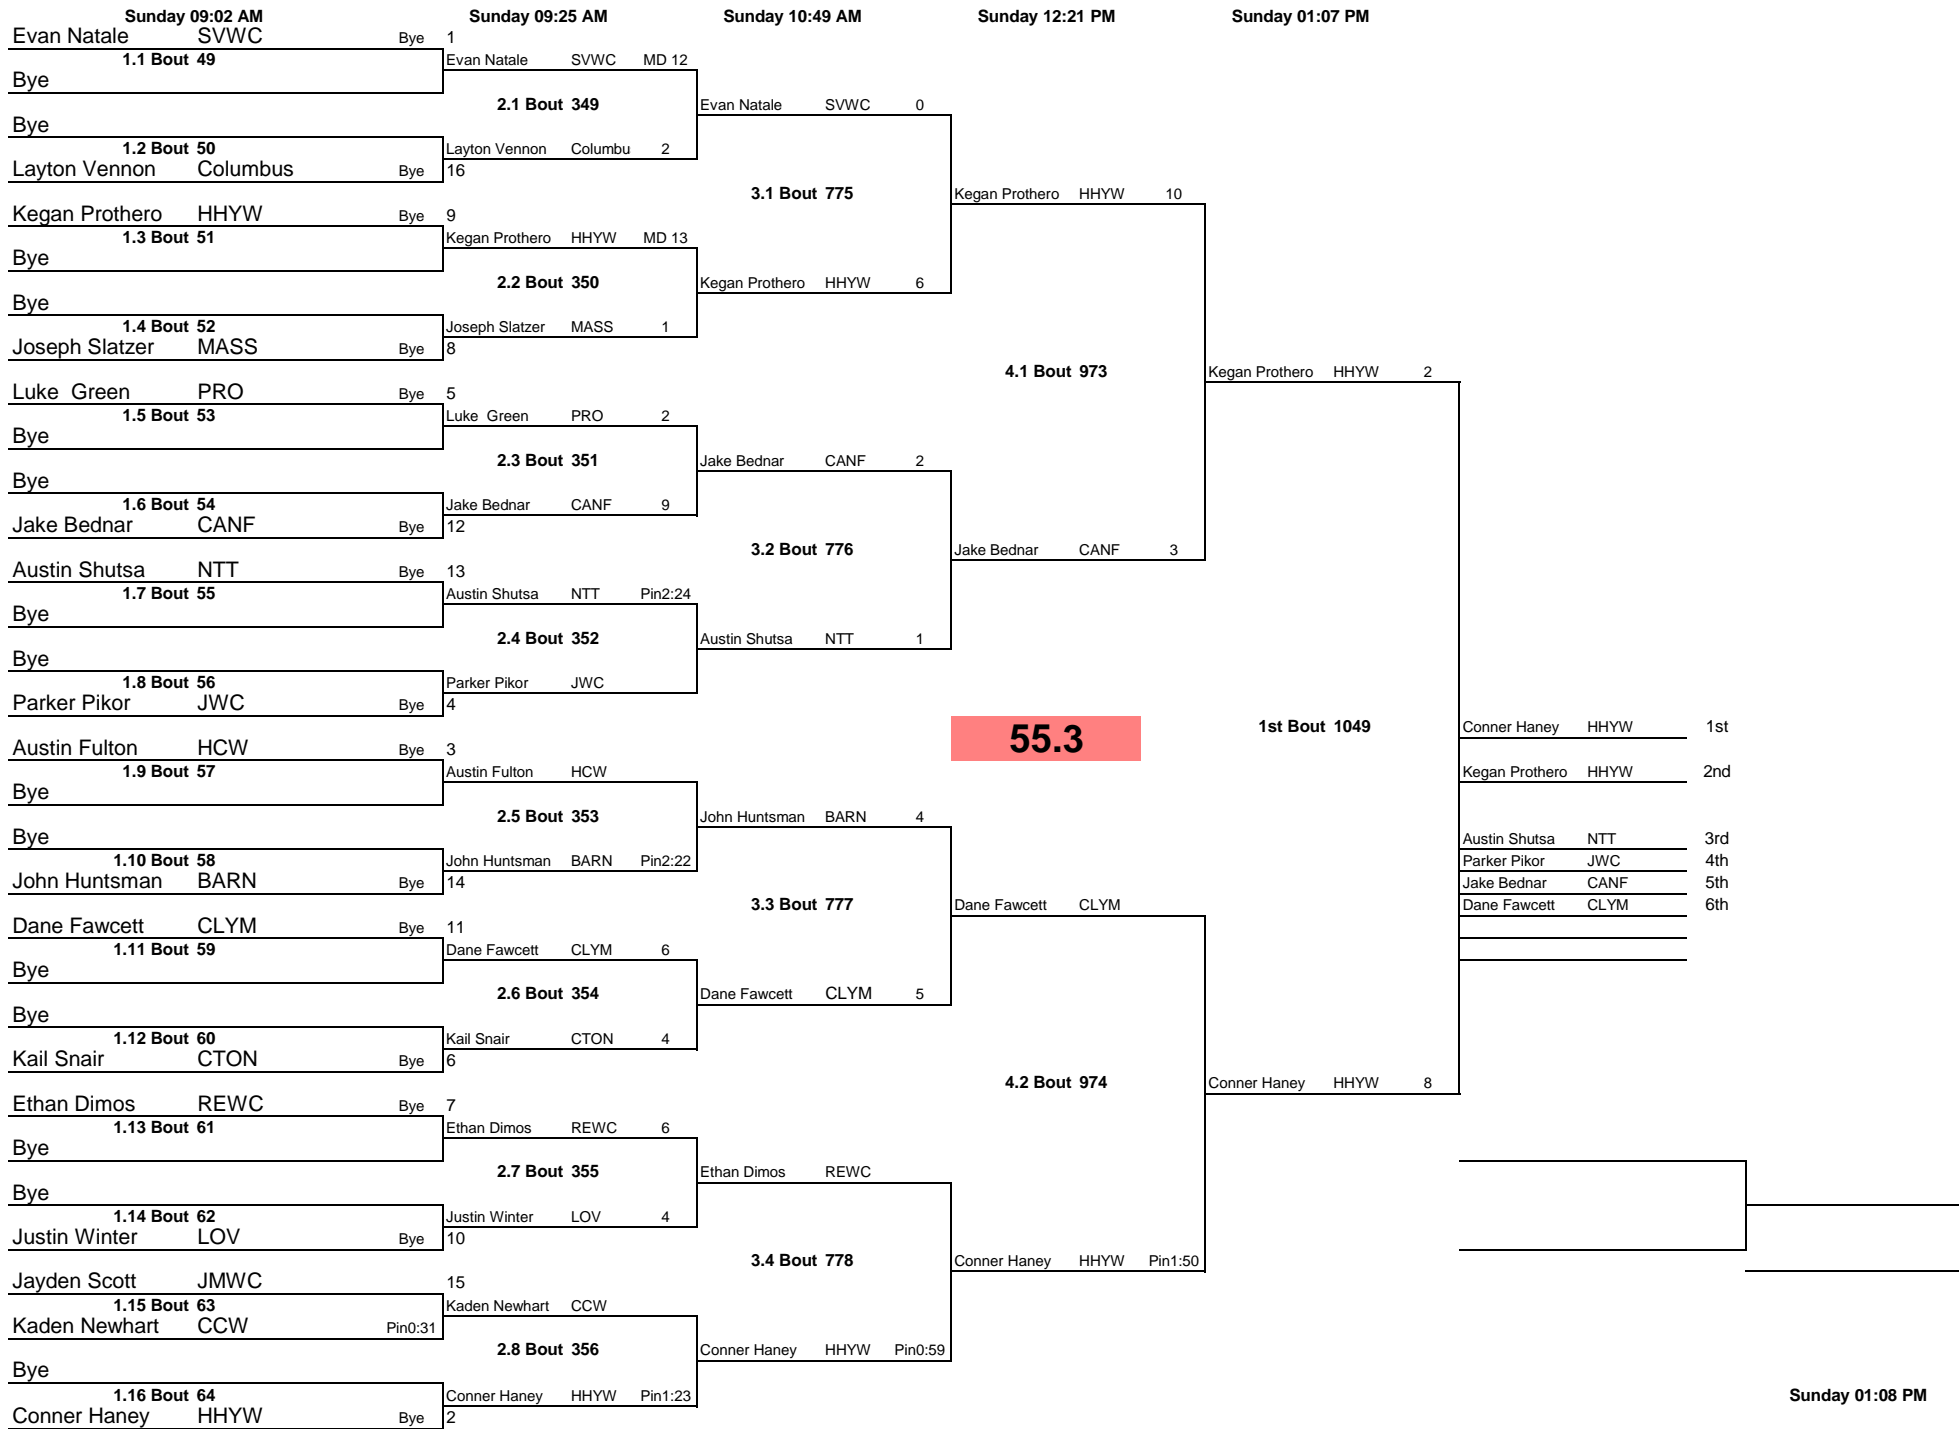 Sunday 09:02 AM Sunday 09:25 AM Sunday 10:49 AM Sunday 12:21 PM Sunday 01:07 PM
Evan Natale SVWC Bye 1
1.1 Bout 49 Evan Natale SVWC MD 12
Bye
2.1 Bout 349 Evan Natale SVWC 0
Bye
1.2 Bout 50 Layton Vennon Columbu 2
Layton Vennon Columbus Bye 16
3.1 Bout 775 Kegan Prothero HHYW 10
Kegan Prothero HHYW Bye 9
1.3 Bout 51 Kegan Prothero HHYW MD 13
Bye
2.2 Bout 350 Kegan Prothero HHYW 6
Bye
1.4 Bout 52 Joseph Slatzer MASS 1
Joseph Slatzer MASS Bye 8
4.1 Bout 973 Kegan Prothero HHYW 2
Luke Green PRO Bye 5
1.5 Bout 53 Luke Green PRO 2
Bye
2.3 Bout 351 Jake Bednar CANF 2
Bye
1.6 Bout 54 Jake Bednar CANF 9
Jake Bednar CANF Bye 12
3.2 Bout 776 Jake Bednar CANF 3
Austin Shutsa NTT Bye 13
1.7 Bout 55 Austin Shutsa NTT Pin2:24
Bye
2.4 Bout 352 Austin Shutsa NTT 1
Bye
1.8 Bout 56 Parker Pikor JWC
Parker Pikor JWC Bye 4
55.3 1st Bout 1049 Conner Haney HHYW 1st
Austin Fulton HCW Bye 3
1.9 Bout 57 Austin Fulton HCW Kegan Prothero HHYW 2nd
Bye
2.5 Bout 353 John Huntsman BARN 4
Bye Austin Shutsa NTT 3rd
1.10 Bout 58 John Huntsman BARN Pin2:22 Parker Pikor JWC 4th
John Huntsman BARN Bye 14 Jake Bednar CANF 5th
3.3 Bout 777 Dane Fawcett CLYM Dane Fawcett CLYM 6th
Dane Fawcett CLYM Bye 11
1.11 Bout 59 Dane Fawcett CLYM 6
Bye
2.6 Bout 354 Dane Fawcett CLYM 5
Bye
1.12 Bout 60 Kail Snair CTON 4
Kail Snair CTON Bye 6
4.2 Bout 974 Conner Haney HHYW 8
Ethan Dimos REWC Bye 7
1.13 Bout 61 Ethan Dimos REWC 6
Bye
2.7 Bout 355 Ethan Dimos REWC
Bye
1.14 Bout 62 Justin Winter LOV 4
Justin Winter LOV Bye 10
3.4 Bout 778 Conner Haney HHYW Pin1:50
Jayden Scott JMWC 15
1.15 Bout 63 Kaden Newhart CCW
Kaden Newhart CCW Pin0:31
2.8 Bout 356 Conner Haney HHYW Pin0:59
Bye
1.16 Bout 64 Conner Haney HHYW Pin1:23 Sunday 01:08 PM
Conner Haney HHYW Bye 2